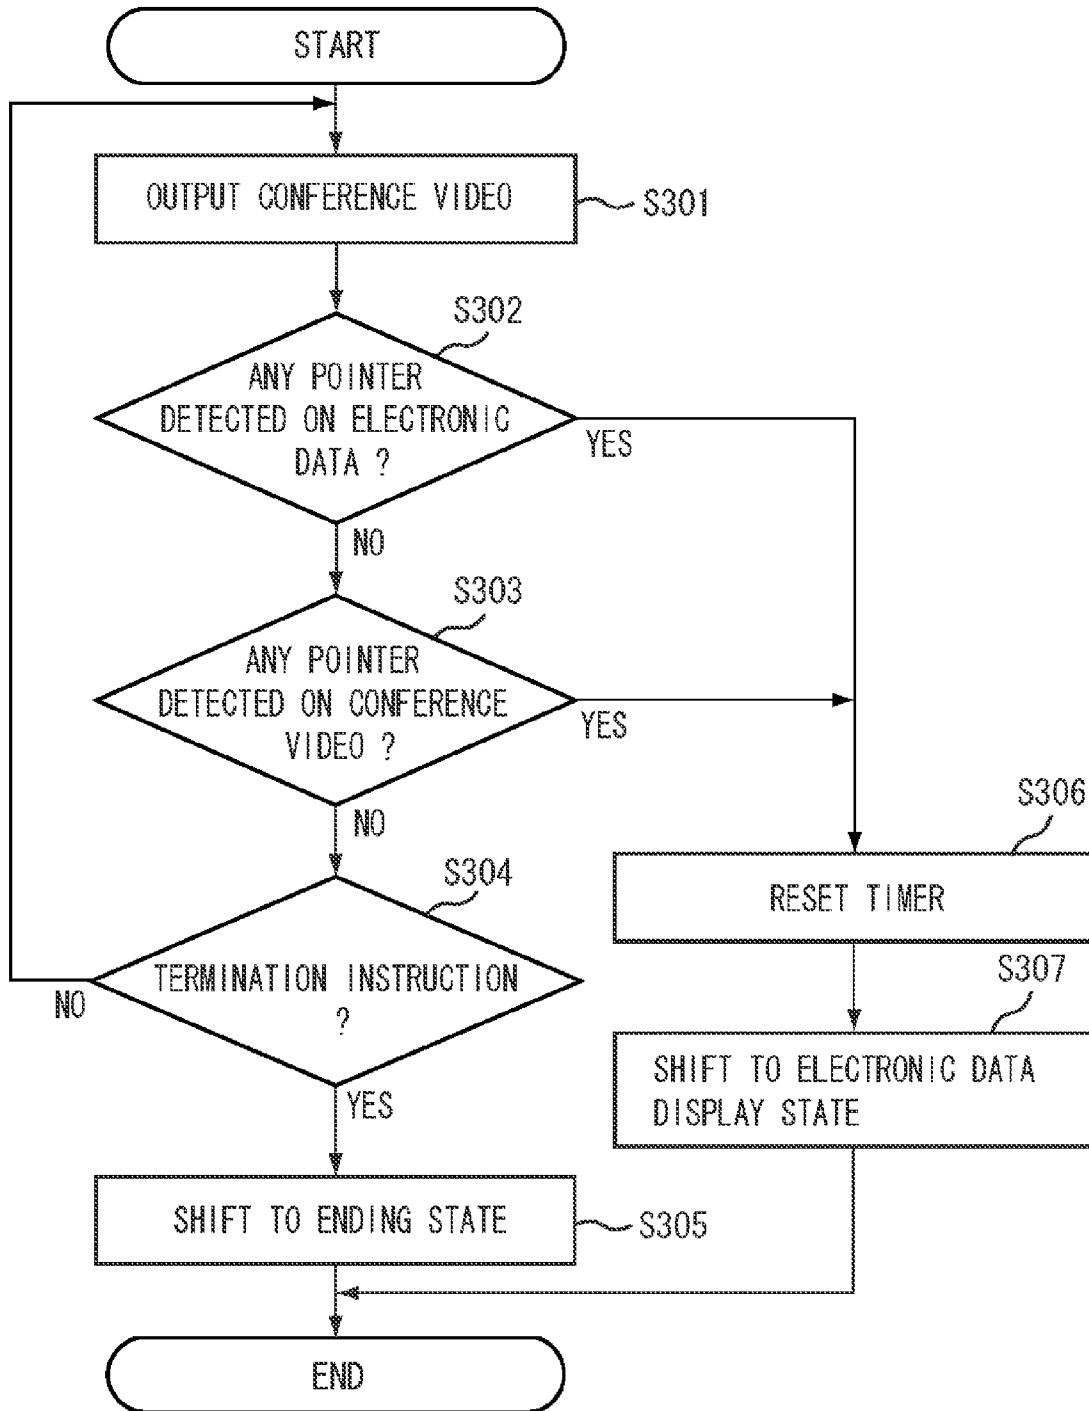 START
OUTPUT CONFERENCE VIDEO
S301
S302
ANY POINTER
DETECTED ON ELECTRONIC
DATA ?
YES
NO
S303
ANY POINTER
DETECTED ON CONFERENCE
VIDEO ?
YES
NO
S304
TERMINATION INSTRUCTION
?
NO
YES
S306
RESET TIMER
S307
SHIFT TO ELECTRONIC DATA
DISPLAY STATE
SHIFT TO ENDING STATE
S305
END